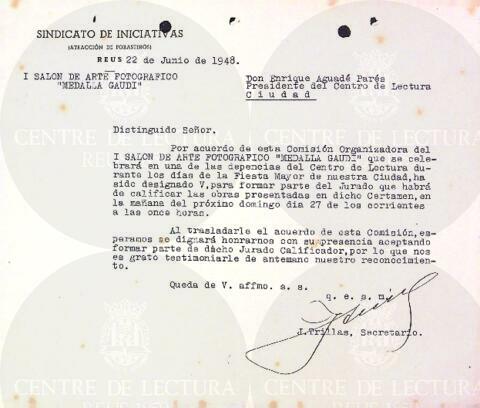 SINDICATO DE INICIATIVAS
(ATRACCIÓN DE FORASTEROS)
REUS 22 de Junio de 1948.
I SALON DE ARTE FOTOGRAFICO
"MEDALLA GAUDI"
Don Enrique Aguadé Parés
Presidente del Centro de Lectura
C i u d a d
Distinguido Señor.
Por acuerdo de esta Comisión Organizadora del
I SALON DE ARTE FOTOGRAFICO "MEDALLA GAUDI" que se cele-
brará en una de las depencias del Centro de Lectura du-
rante los días de la Fiesta Mayor de nuestra Ciudad, ha
sido designado V, para formar parte del Jurado que habrá
de calificar las obras presentadas en dicho Certamen, en
la mañana del próximo domingo dia 27 de los corrientes
a las once horas.
Al trasladarle el acuerdo de esta Comisión, es-
peramos se dignará honrarnos con su presencia aceptando
formar parte de dicho Jurado Calificador, por lo que nos
es grato testimoniarle de antemano nuestro reconocimien-
to.
Queda de V. affmo. s. s.
q. e. s. m.
J. Trillas, Secretario.
CENTRE DE LECTURA
REUS 1859
CENTRE DE LECTURA
CENTRE DE LECTURA